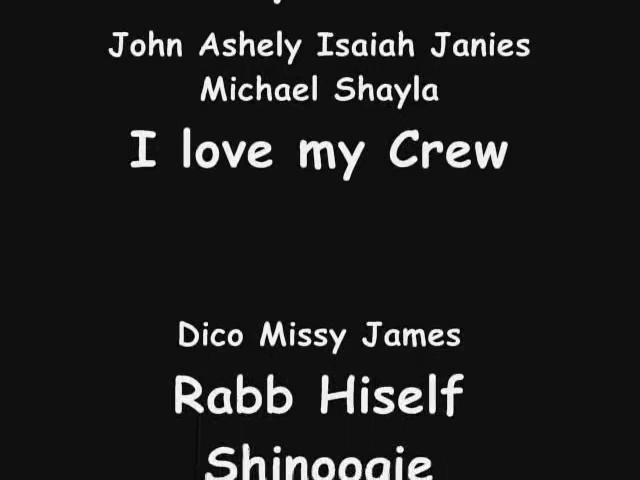 John Ashely Isaiah Janies
Michael Shayla
I love my Crew
Dico Missy James
Rabb Hiself
Shinoogie